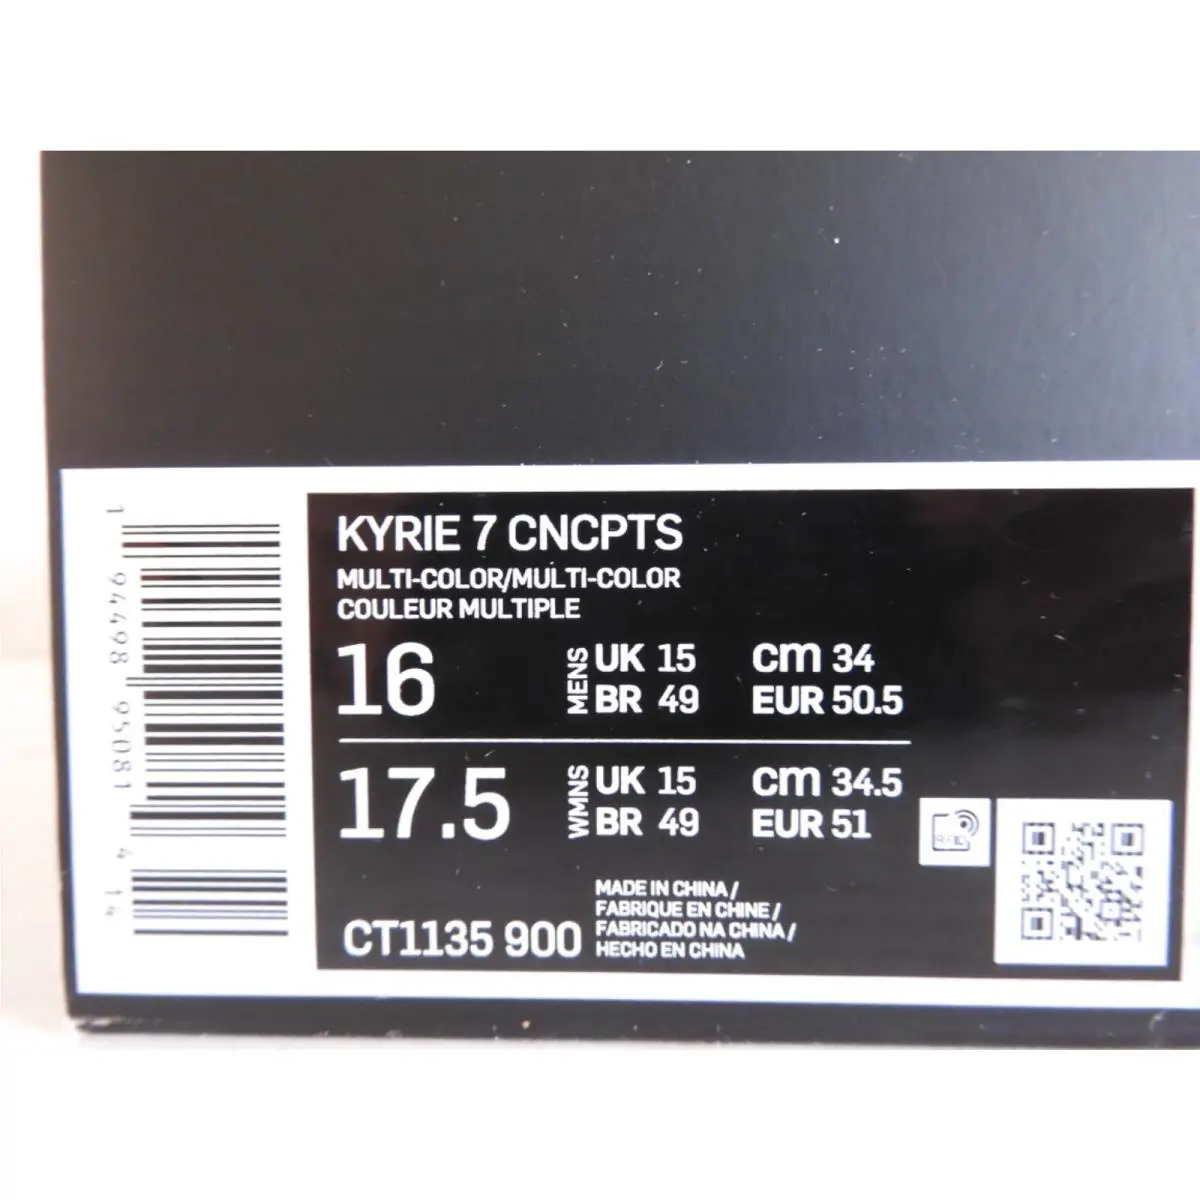 KYRIE 7 CNCPTS
MULTI-COLOR/MULTI-COLOR
COULEUR MULTIPLE
16 MENS UK 15 cm 34
BR 49 EUR 50.5
17.5 WMNS UK 15 cm 34.5
BR 49 EUR 51
RFID
CT1135 900
MADE IN CHINA /
FABRIQUE EN CHINE /
FABRICADO NA CHINA /
HECHO EN CHINA
1 94498 95081 4 14